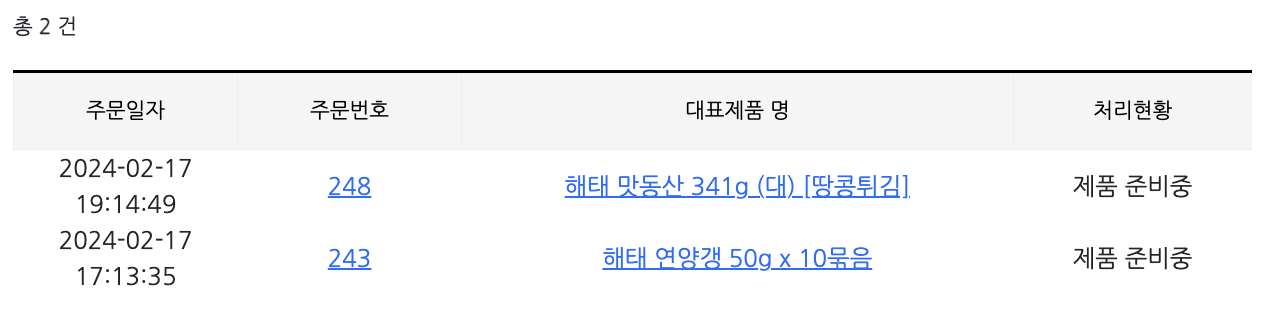 총 2 건
주문일자 주문번호 대표제품 명 처리현황
2024-02-17 19:14:49 248 해태 맛동산 341g (대) [땅콩튀김] 제품 준비중
2024-02-17 17:13:35 243 해태 연양갱 50g x 10묶음 제품 준비중